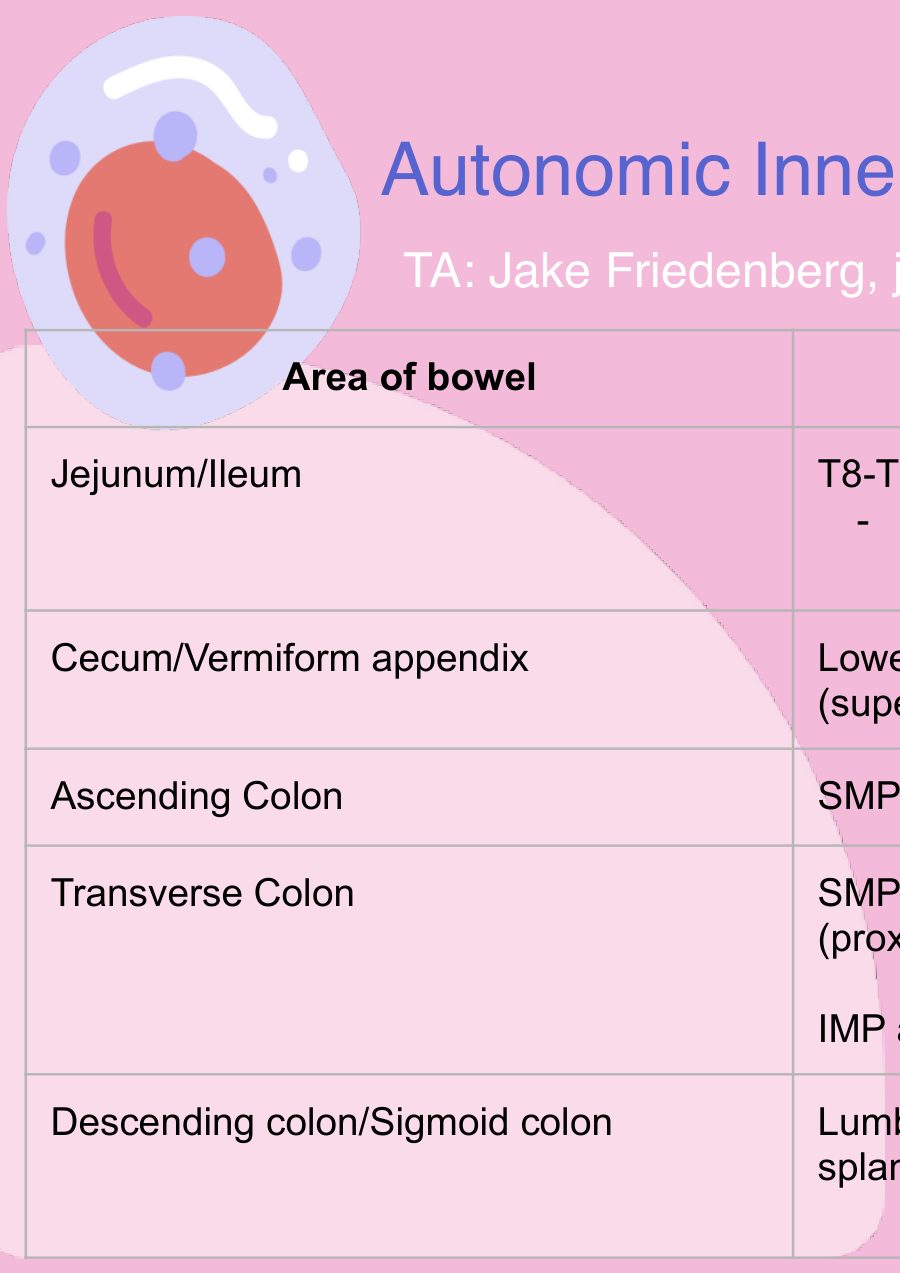 Autonomic Inne
TA: Jake Friedenberg, j
Area of bowel
Jejunum/Ileum
T8-T
-
Cecum/Vermiform appendix
Lowe
(supe
Ascending Colon
SMP
Transverse Colon
SMP
(prox
IMP a
Descending colon/Sigmoid colon
Lumb
splan